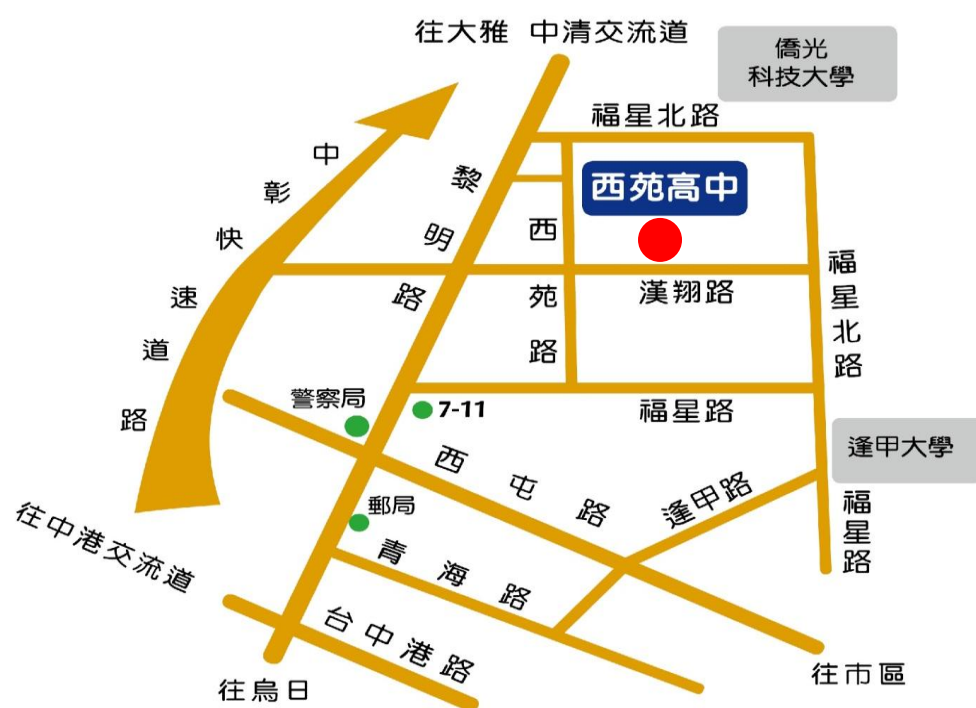 往大雅 中清交流道
僑光
科技大學
福星北路
中彰快速道路
黎明路
西苑高中
西苑路
漢翔路
福星北路
警察局
7-11
福星路
逢甲大學
西屯路
逢甲路
福星路
郵局
往中港交流道
青海路
台中港路
往烏日
往市區